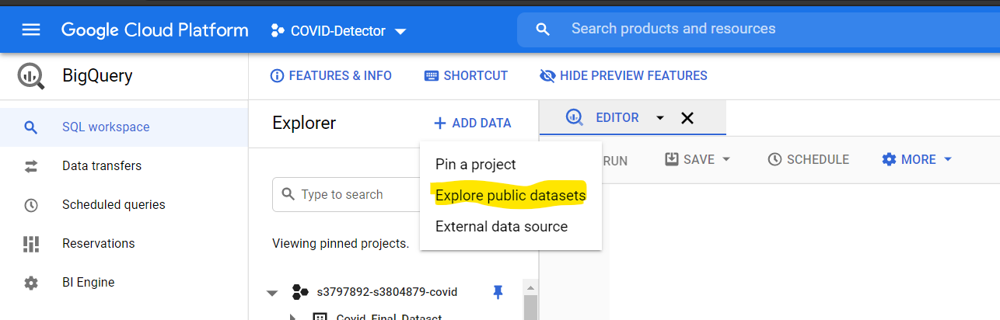 Google Cloud Platform
COVID-Detector
Search products and resources
BigQuery
FEATURES & INFO
SHORTCUT
HIDE PREVIEW FEATURES
SQL workspace
Data transfers
Scheduled queries
Reservations
BI Engine
Explorer
+ ADD DATA
Pin a project
Explore public datasets
External data source
Type to search
Viewing pinned projects.
s3797892-s3804879-covid
Covid_Final_Dataset
EDITOR
RUN
SAVE
SCHEDULE
MORE